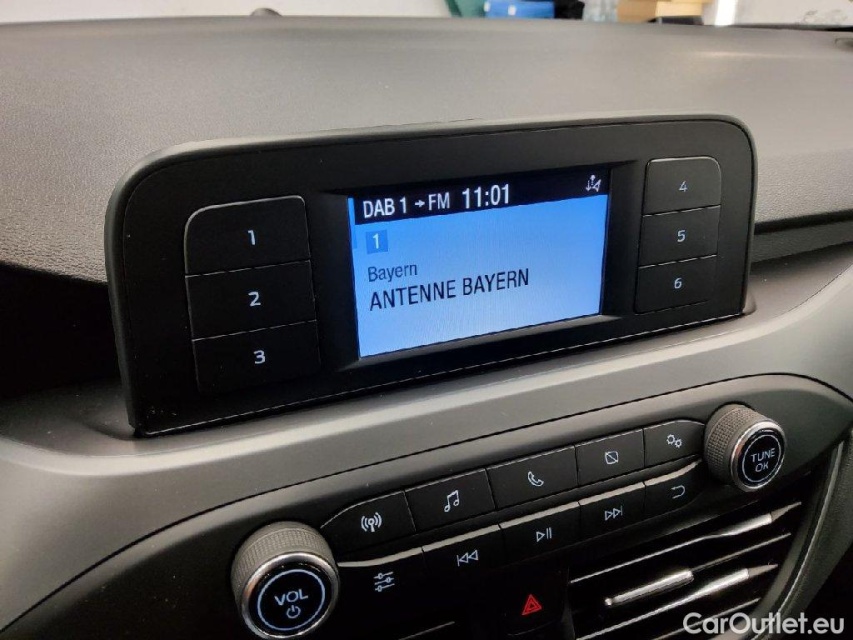 DAB 1 → FM 11:01
1
Bayern
ANTENNE BAYERN
1
2
3
4
5
6
VOL
TUNE
OK
CarOutlet.eu